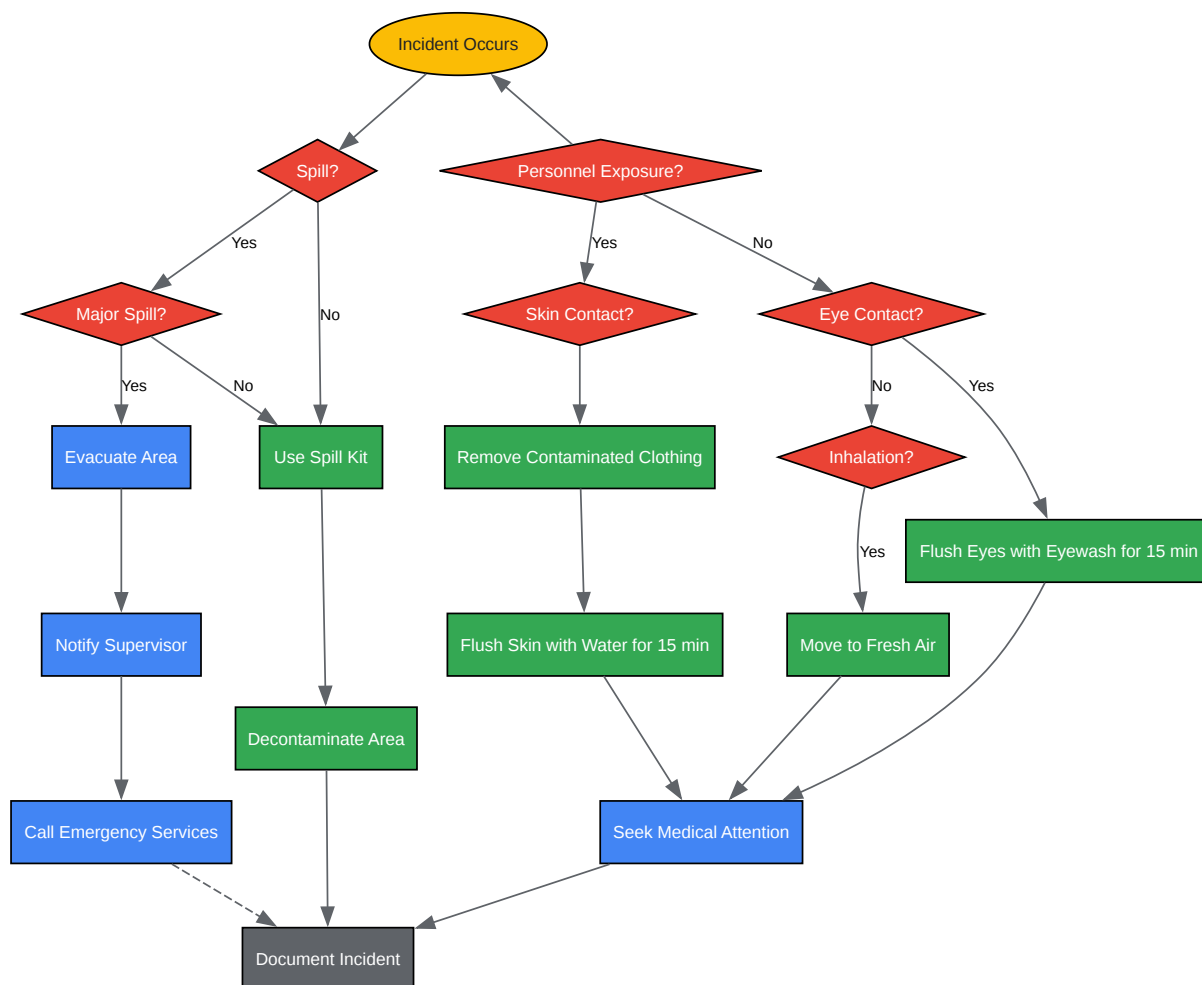 Incident Occurs
Spill?
Personnel Exposure?
Yes
Yes
No
Major Spill?
No
Skin Contact?
Eye Contact?
Yes
No
No
Yes
Evacuate Area
Use Spill Kit
Remove Contaminated Clothing
Inhalation?
Yes
Flush Eyes with Eyewash for 15 min
Notify Supervisor
Flush Skin with Water for 15 min
Move to Fresh Air
Decontaminate Area
Call Emergency Services
Seek Medical Attention
Document Incident